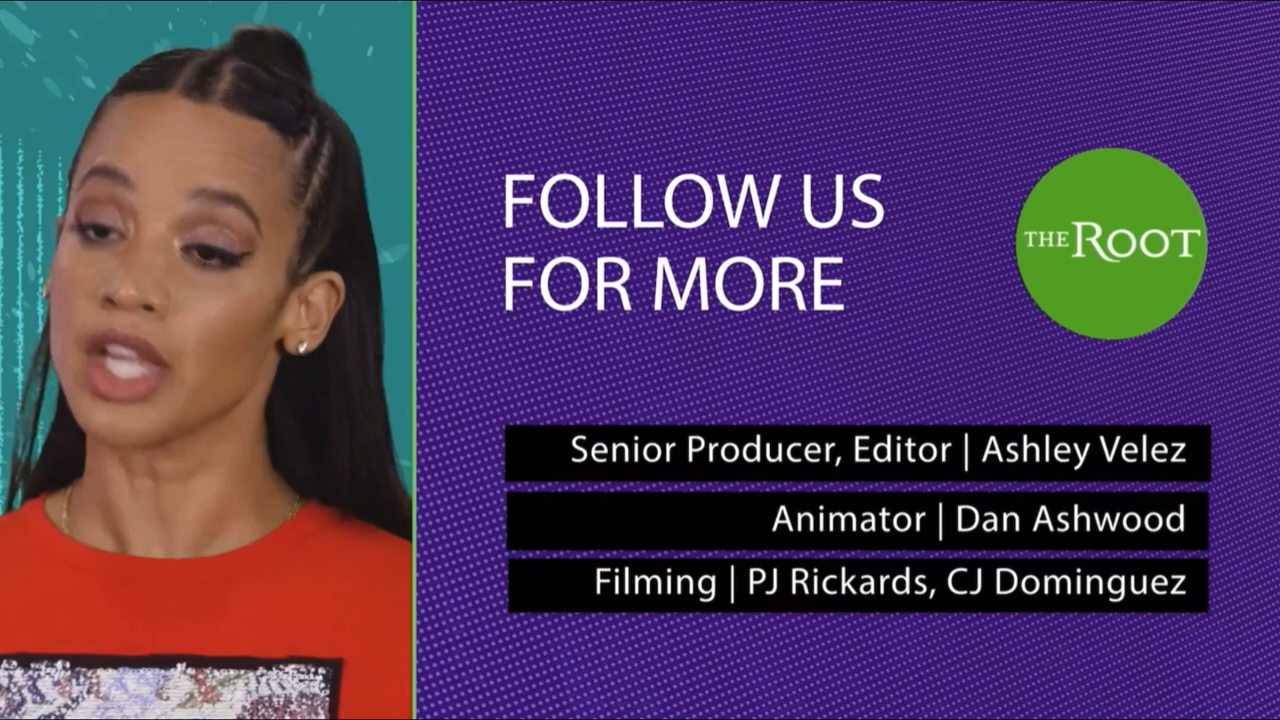 FOLLOW US
FOR MORE
THE ROOT
Senior Producer, Editor | Ashley Velez
Animator | Dan Ashwood
Filming | PJ Rickards, CJ Dominguez